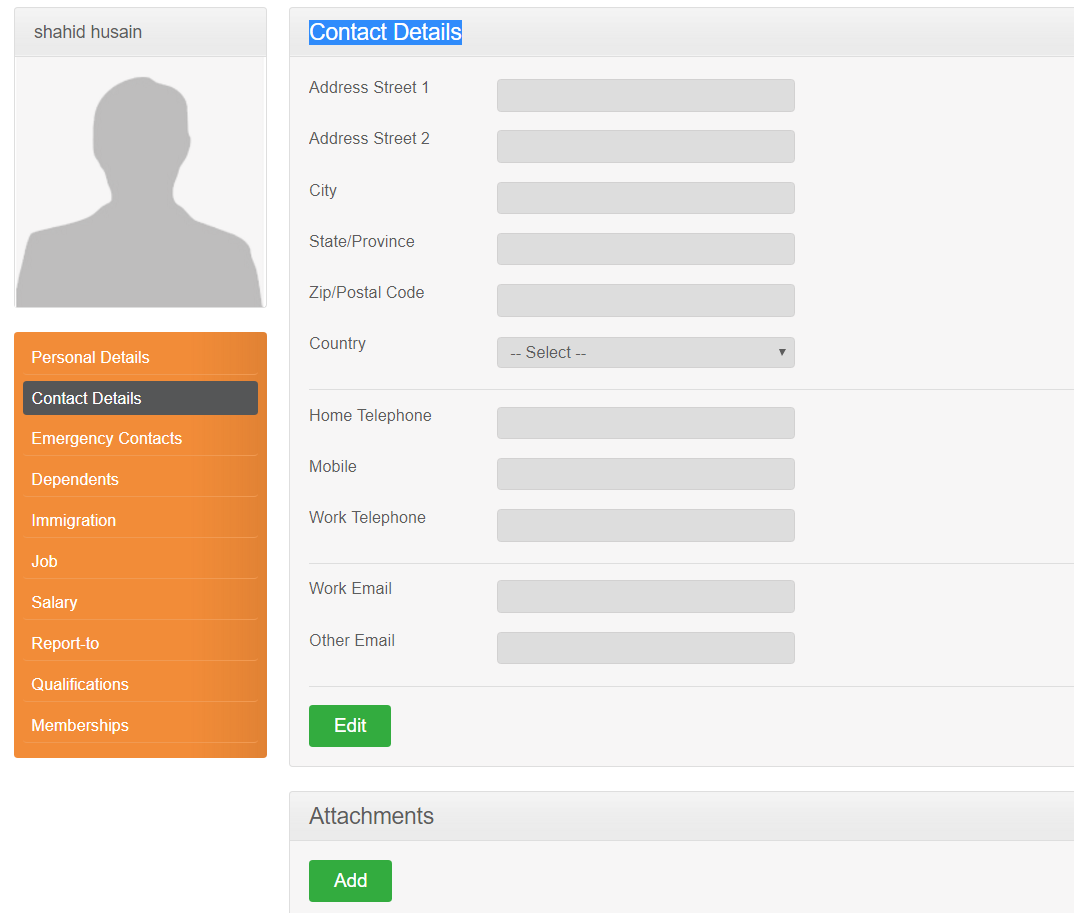 shahid husain
Personal Details
Contact Details
Emergency Contacts
Dependents
Immigration
Job
Salary
Report-to
Qualifications
Memberships
Contact Details
Address Street 1
Address Street 2
City
State/Province
Zip/Postal Code
Country -- Select --
Home Telephone
Mobile
Work Telephone
Work Email
Other Email
Edit
Attachments
Add